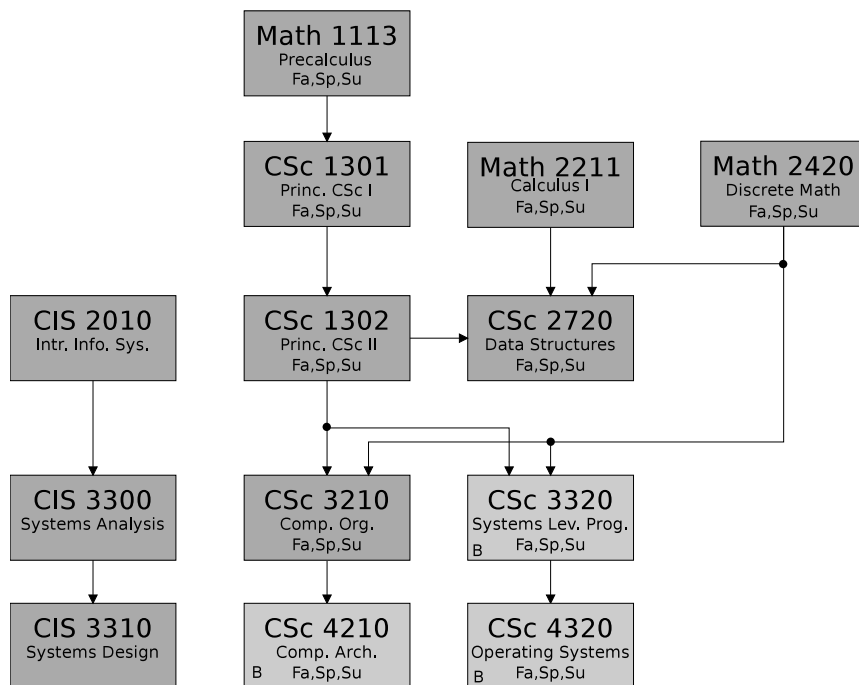 Math 1113
Precalculus
Fa,Sp,Su
CSc 1301
Princ. CSc I
Fa,Sp,Su
Math 2211
Calculus I
Fa,Sp,Su
Math 2420
Discrete Math
Fa,Sp,Su
CIS 2010
Intr. Info. Sys.
CSc 1302
Princ. CSc II
Fa,Sp,Su
CSc 2720
Data Structures
Fa,Sp,Su
CIS 3300
Systems Analysis
CSc 3210
Comp. Org.
Fa,Sp,Su
CSc 3320
Systems Lev. Prog.
Fa,Sp,Su
B
CIS 3310
Systems Design
CSc 4210
Comp. Arch.
Fa,Sp,Su
B
CSc 4320
Operating Systems
Fa,Sp,Su
B